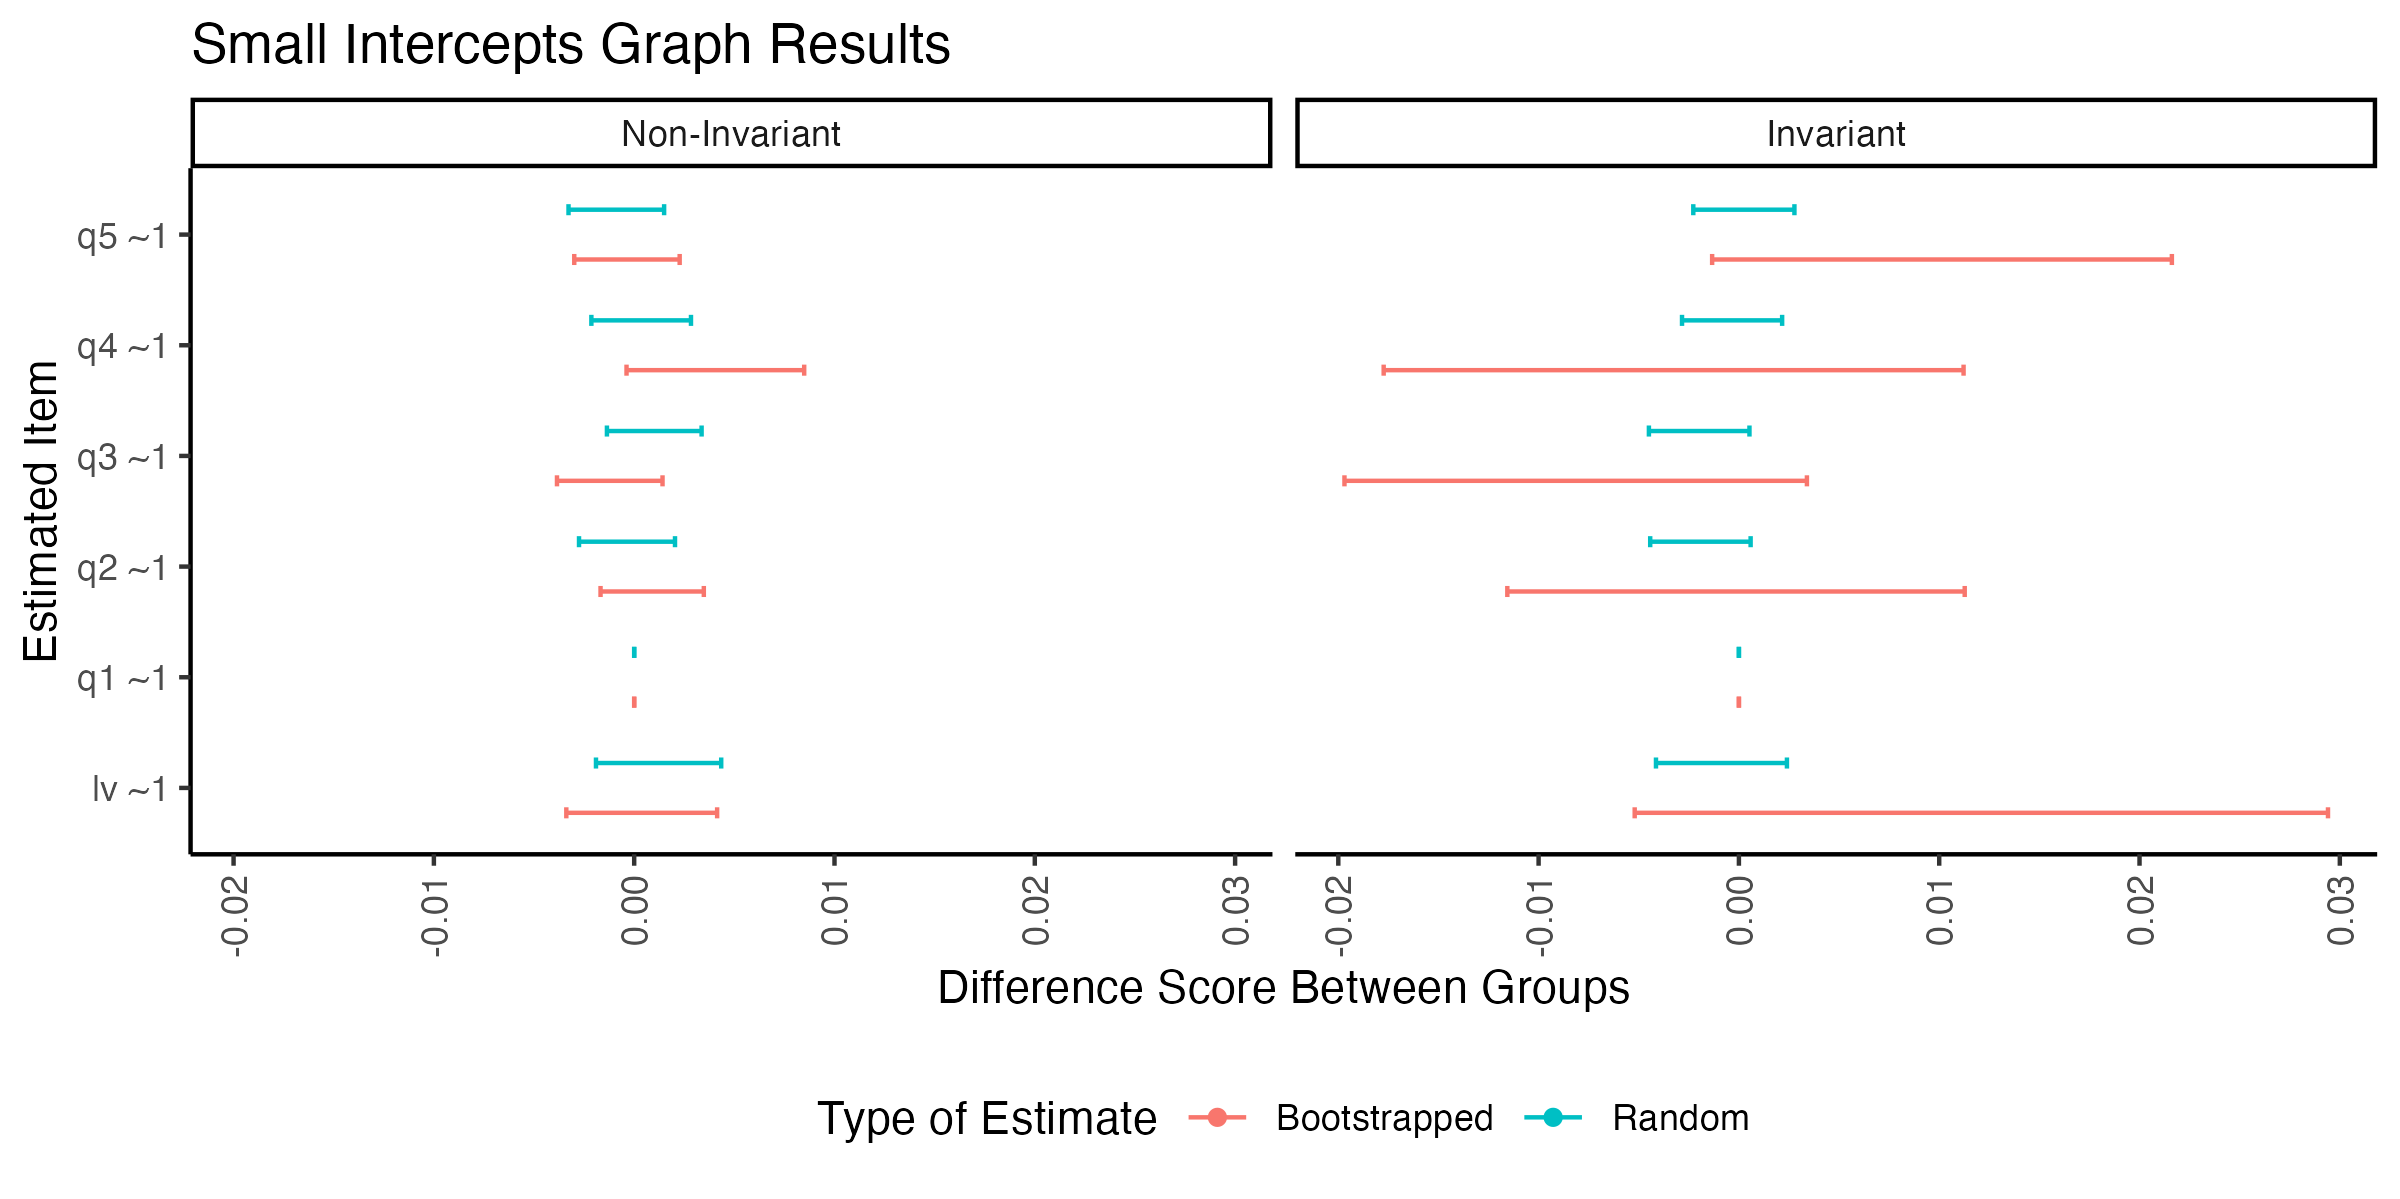 Small Intercepts Graph Results
Non-Invariant
Invariant
Estimated Item
q5 ~1
q4 ~1
q3 ~1
q2 ~1
q1 ~1
lv ~1
-0.02 -0.01 0.00 0.01 0.02 0.03
-0.02 -0.01 0.00 0.01 0.02 0.03
Difference Score Between Groups
Type of Estimate Bootstrapped Random